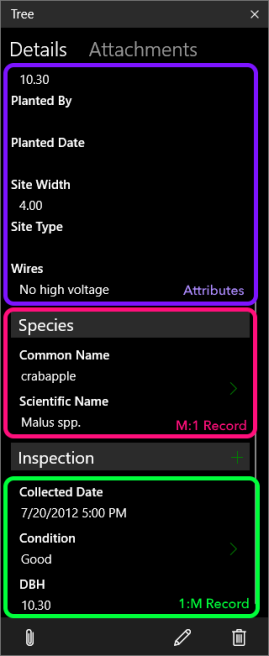 Tree
Details Attachments
10.30
Planted By
Planted Date
Site Width
4.00
Site Type
Wires
No high voltage
Attributes
Species
Common Name
crabapple
Scientific Name
Malus spp.
M:1 Record
Inspection
Collected Date
7/20/2012 5:00 PM
Condition
Good
DBH
10.30
1:M Record